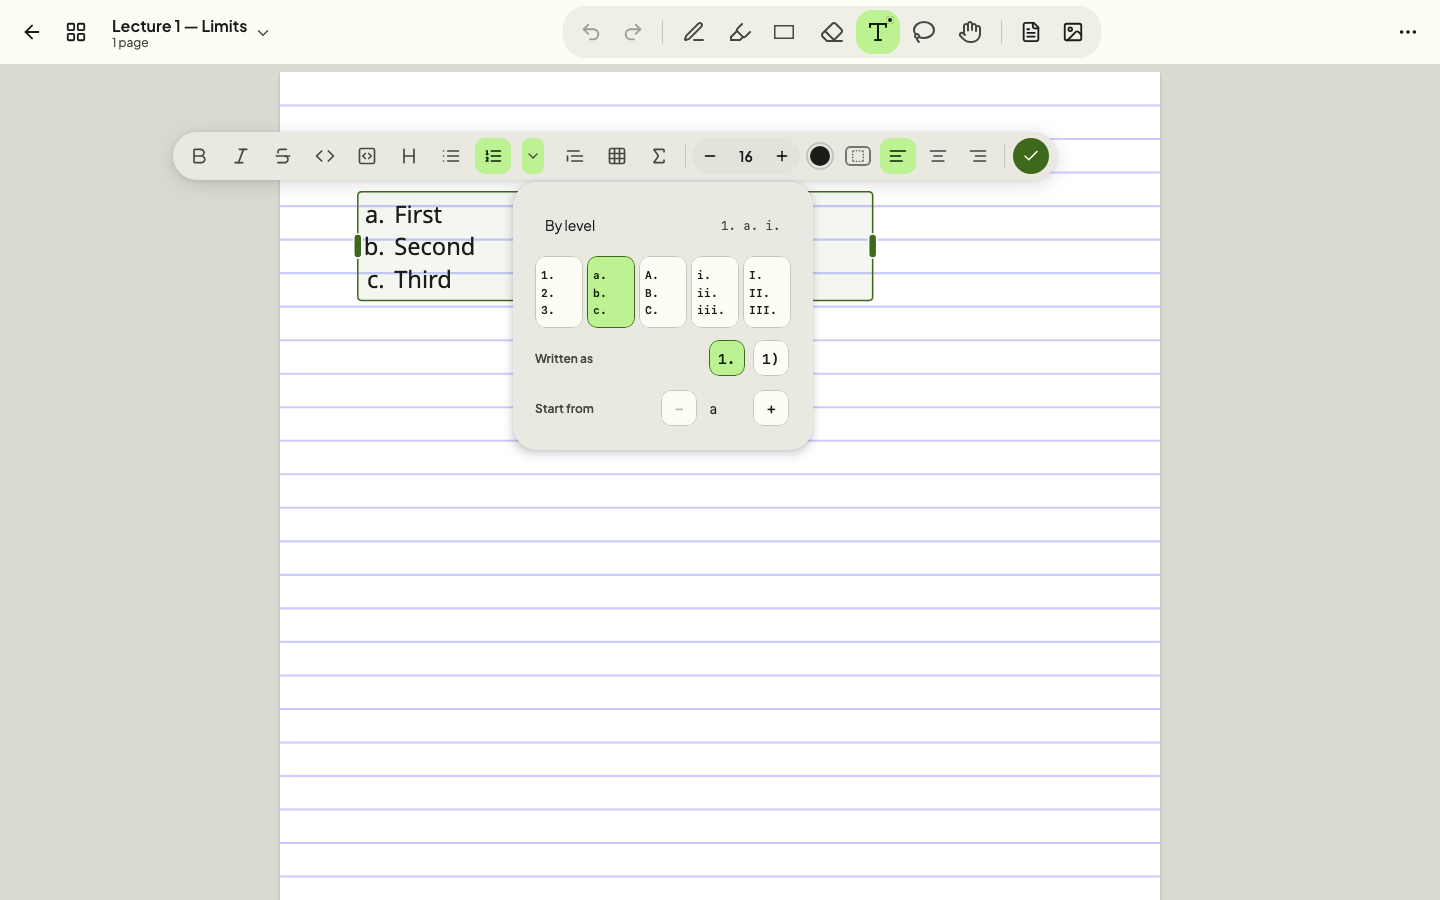 Lecture 1 — Limits
1 page
16
a. First
b. Second
c. Third
By level 1. a. i.
1. a. A. i. I.
2. b. B. ii. II.
3. c. C. iii. III.
Written as 1. 1)
Start from − a +